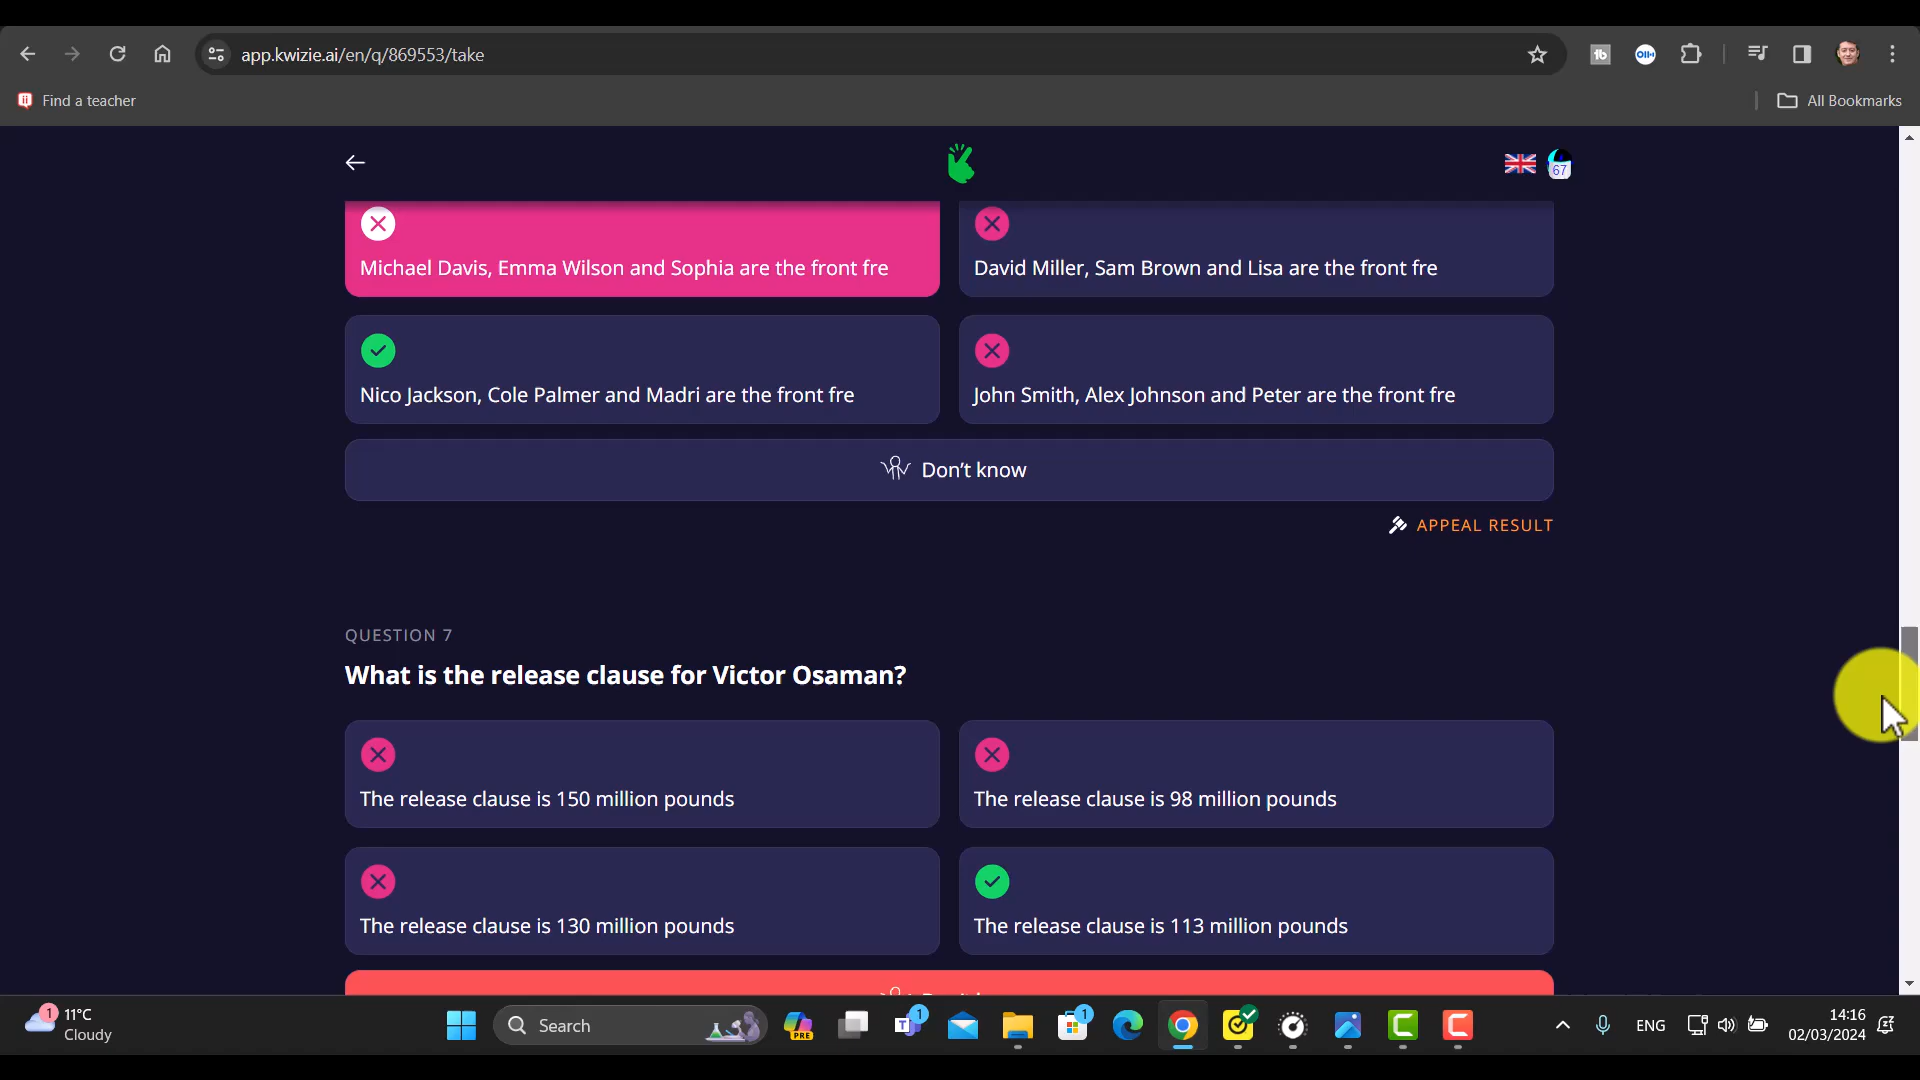 app.kwizie.ai/en/q/869553/take
Find a teacher
All Bookmarks
67
Michael Davis, Emma Wilson and Sophia are the front fre
David Miller, Sam Brown and Lisa are the front fre
Nico Jackson, Cole Palmer and Madri are the front fre
John Smith, Alex Johnson and Peter are the front fre
Don't know
APPEAL RESULT
QUESTION 7
What is the release clause for Victor Osaman?
The release clause is 150 million pounds
The release clause is 98 million pounds
The release clause is 130 million pounds
The release clause is 113 million pounds
1
11°C
Cloudy
Search
PRE
1
1
ENG
14:16
02/03/2024